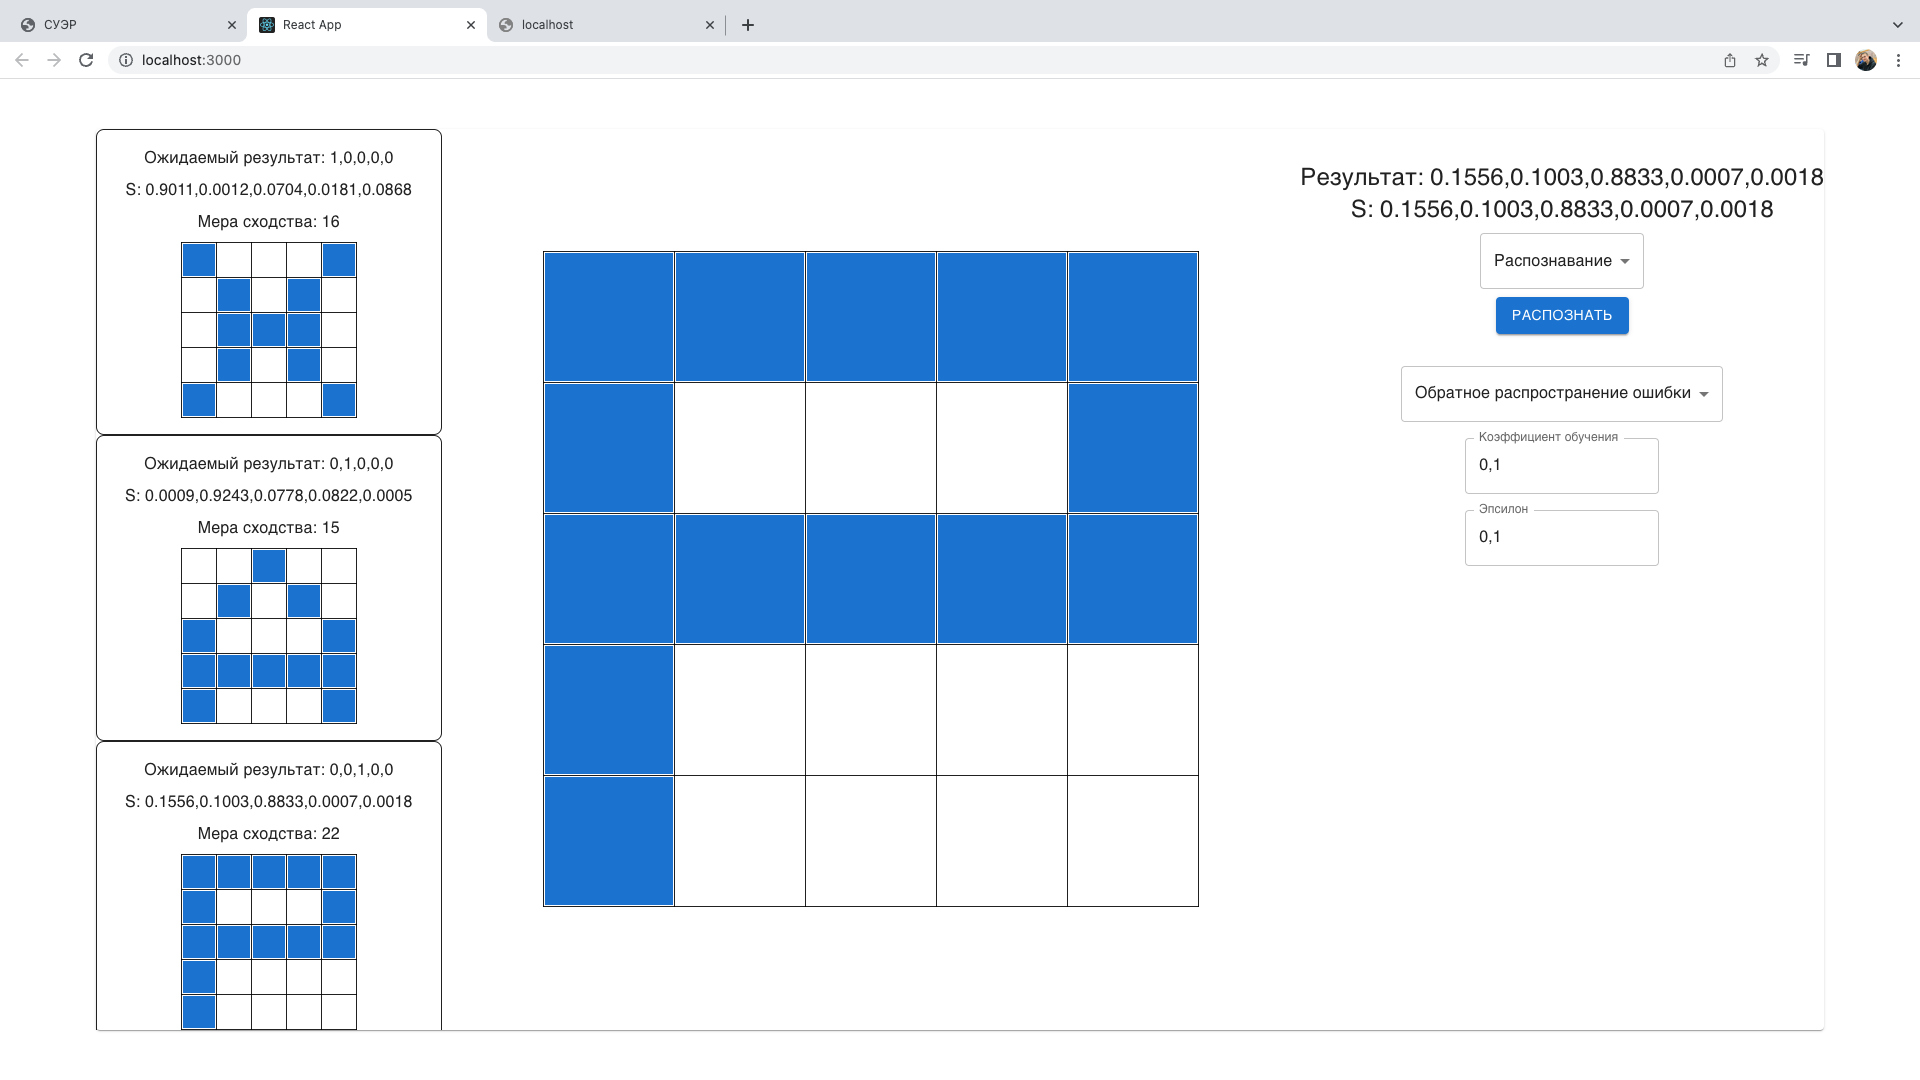 СУЭР
React App
localhost
localhost:3000
Ожидаемый результат: 1,0,0,0,0
S: 0.9011,0.0012,0.0704,0.0181,0.0868
Мера сходства: 16
Ожидаемый результат: 0,1,0,0,0
S: 0.0009,0.9243,0.0778,0.0822,0.0005
Мера сходства: 15
Ожидаемый результат: 0,0,1,0,0
S: 0.1556,0.1003,0.8833,0.0007,0.0018
Мера сходства: 22
Результат: 0.1556,0.1003,0.8833,0.0007,0.0018
S: 0.1556,0.1003,0.8833,0.0007,0.0018
Распознавание
РАСПОЗНАТЬ
Обратное распространение ошибки
Коэффициент обучения
0,1
Эпсилон
0,1